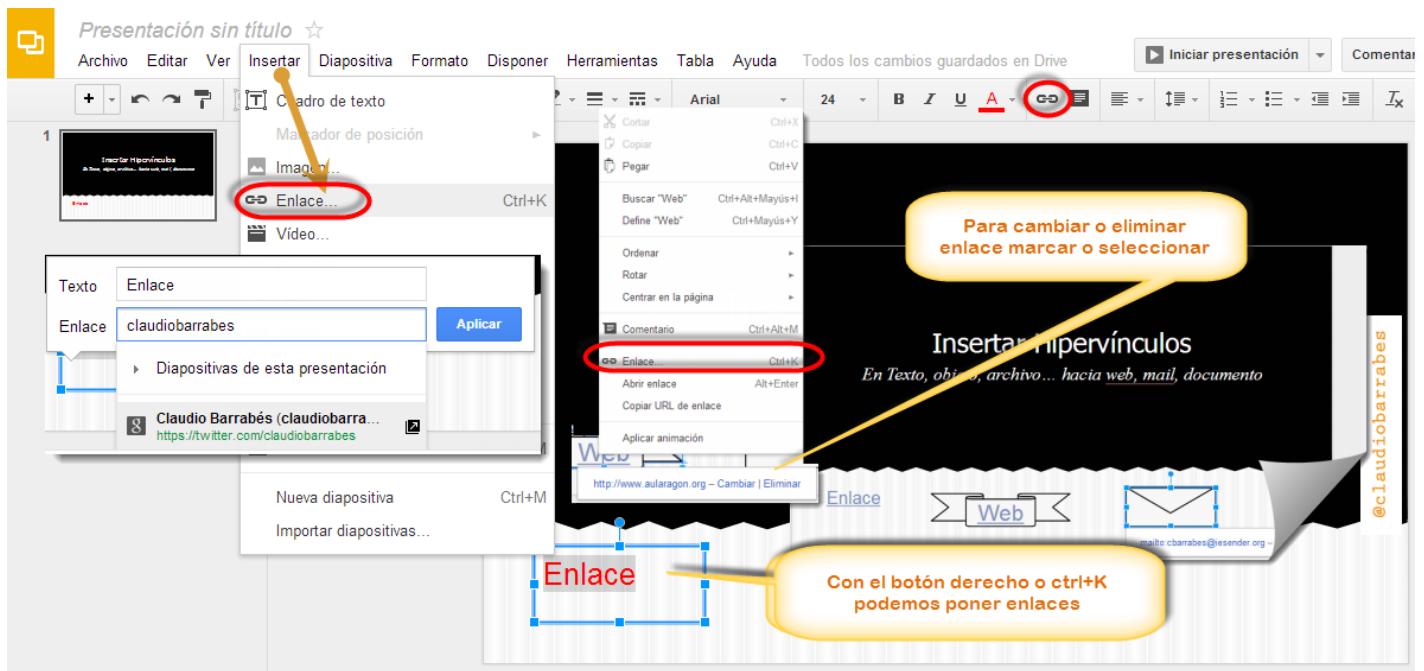 Presentación sin título
Archivo Editar Ver Insertar Diapositiva Formato Disponer Herramientas Tabla Ayuda Todos los cambios guardados en Drive
Iniciar presentación
Comentar
Arial 24 B I U A
1
Insertar Hipervínculos
Cuadro de texto
Marcador de posición
Imagen...
Enlace... Ctrl+K
Vídeo...
Texto Enlace
Enlace claudiobarrabes Aplicar
Diapositivas de esta presentación
Claudio Barrabés (claudiobarra...
https://twitter.com/claudiobarrabes
Nueva diapositiva Ctrl+M
Importar diapositivas...
Cortar Ctrl+X
Copiar Ctrl+C
Pegar Ctrl+V
Buscar "Web" Ctrl+Alt+Mayús+I
Define "Web" Ctrl+Mayús+Y
Ordenar
Rotar
Centrar en la página
Comentario Ctrl+Alt+M
Enlace... Ctrl+K
Abrir enlace Alt+Enter
Copiar URL de enlace
Aplicar animación
Web
http://www.aularagon.org – Cambiar | Eliminar
Para cambiar o eliminar
enlace marcar o seleccionar
Insertar Hipervínculos
En Texto, objeto, archivo... hacia web, mail, documento
@claudiobarrabes
Enlace
Web
mailto:cbarrabes@iesender.org –
Enlace
Con el botón derecho o ctrl+K
podemos poner enlaces